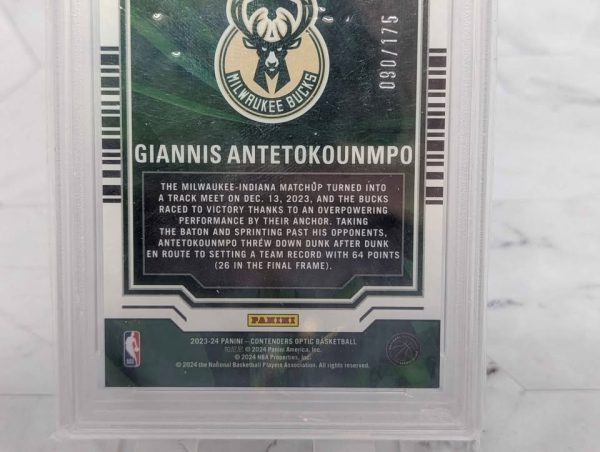 MILWAUKEE BUCKS
090/175
GIANNIS ANTETOKOUNMPO
THE MILWAUKEE-INDIANA MATCHUP TURNED INTO
A TRACK MEET ON DEC. 13, 2023, AND THE BUCKS
RACED TO VICTORY THANKS TO AN OVERPOWERING
PERFORMANCE BY THEIR ANCHOR. TAKING
THE BATON AND SPRINTING PAST HIS OPPONENTS,
ANTETOKOUNMPO THREW DOWN DUNK AFTER DUNK
EN ROUTE TO SETTING A TEAM RECORD WITH 64 POINTS
(26 IN THE FINAL FRAME).
PANINI
2023-24 PANINI – CONTENDERS OPTIC BASKETBALL
帕尼尼 © 2024 Panini America, Inc.
© 2024 NBA Properties, Inc.
© 2024 the National Basketball Players Association. All rights reserved.